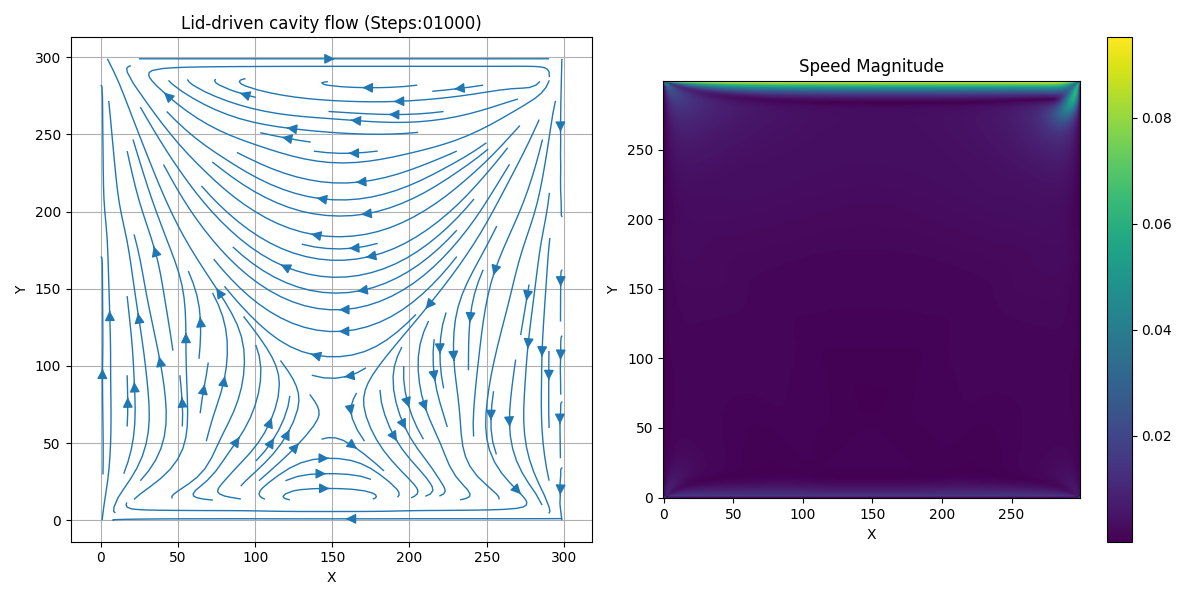 Lid-driven cavity flow (Steps:01000)
300
250
200
150
100
50
0
Y
0 50 100 150 200 250 300
X
Speed Magnitude
250
200
150
100
50
0
Y
0 50 100 150 200 250
X
0.08
0.06
0.04
0.02